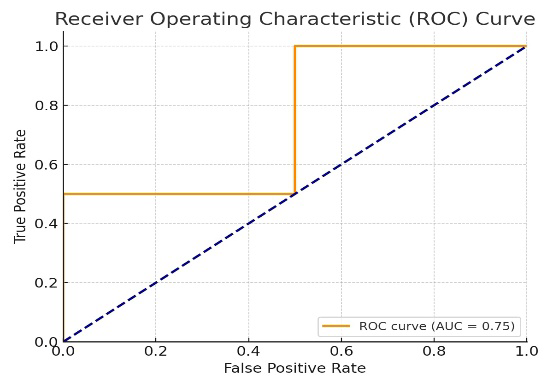 Receiver Operating Characteristic (ROC) Curve
1.0
0.8
0.6
0.4
0.2
0.0
True Positive Rate
ROC curve (AUC = 0.75)
0.0 0.2 0.4 0.6 0.8 1.0
False Positive Rate